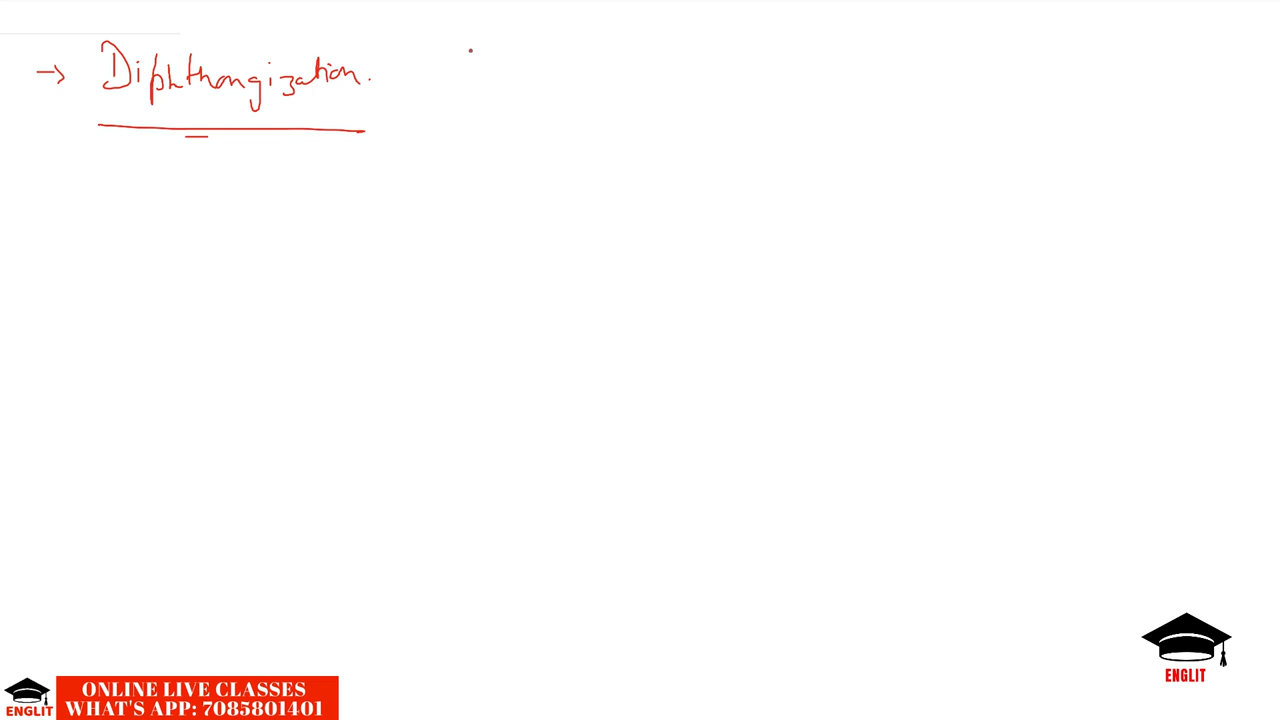 → Diphthongization.
ENGLIT
ENGLIT
ONLINE LIVE CLASSES
WHAT'S APP: 7085801401